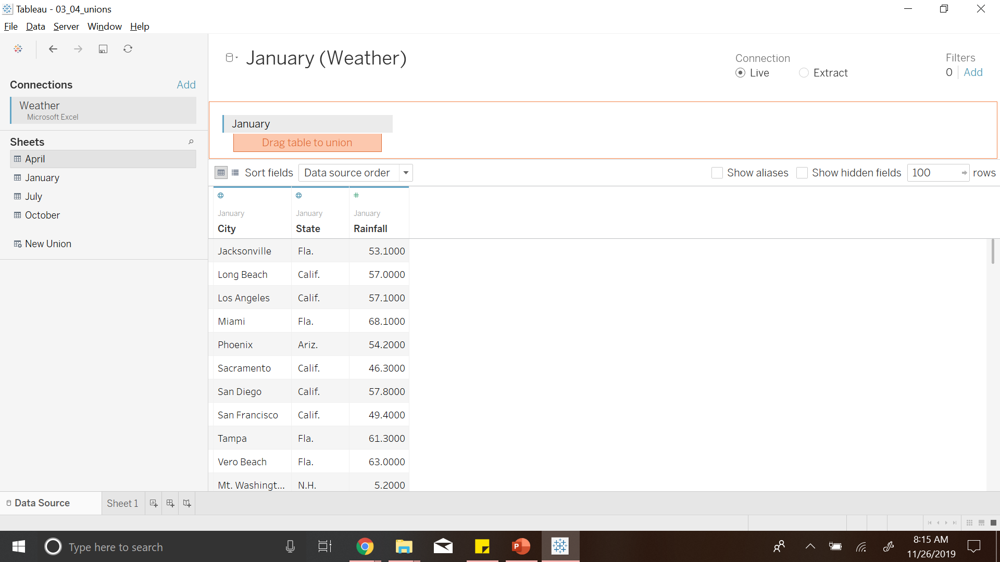 Tableau - 03_04_unions
File Data Server Window Help
Connections Add
Weather
Microsoft Excel
Sheets
April
January
July
October
New Union
January (Weather)
Connection
Live Extract
Filters
0 Add
January
Drag table to union
Sort fields Data source order Show aliases Show hidden fields 100 rows
January January January
City State Rainfall
Jacksonville Fla. 53.1000
Long Beach Calif. 57.0000
Los Angeles Calif. 57.1000
Miami Fla. 68.1000
Phoenix Ariz. 54.2000
Sacramento Calif. 46.3000
San Diego Calif. 57.8000
San Francisco Calif. 49.4000
Tampa Fla. 61.3000
Vero Beach Fla. 63.0000
Mt. Washingt... N.H. 5.2000
Data Source Sheet 1
Type here to search
8:15 AM
11/26/2019